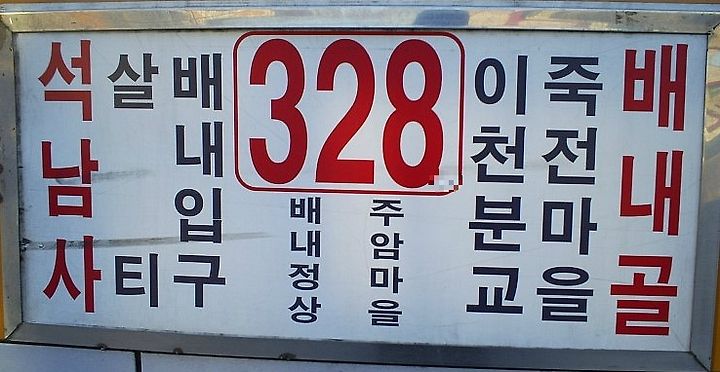 석남사
살티
배내입구
328
배내정상
주암마을
이천분교
죽전마을
배내골